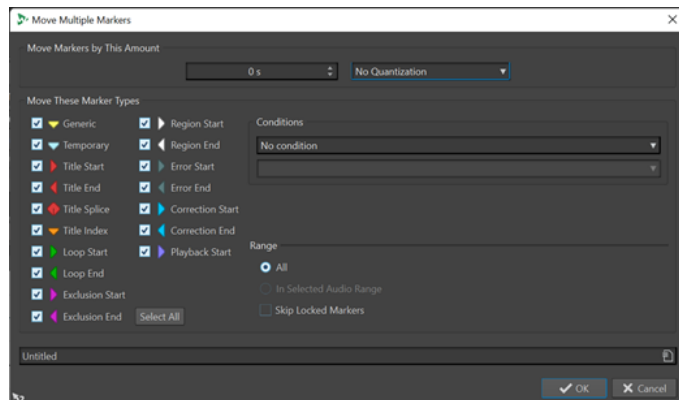 Move Multiple Markers
Move Markers by This Amount
0 s
No Quantization
Move These Marker Types
Generic
Region Start
Temporary
Region End
Title Start
Error Start
Title End
Error End
Title Splice
Correction Start
Title Index
Correction End
Loop Start
Playback Start
Loop End
Exclusion Start
Exclusion End
Select All
Conditions
No condition
Range
All
In Selected Audio Range
Skip Locked Markers
Untitled
OK
Cancel